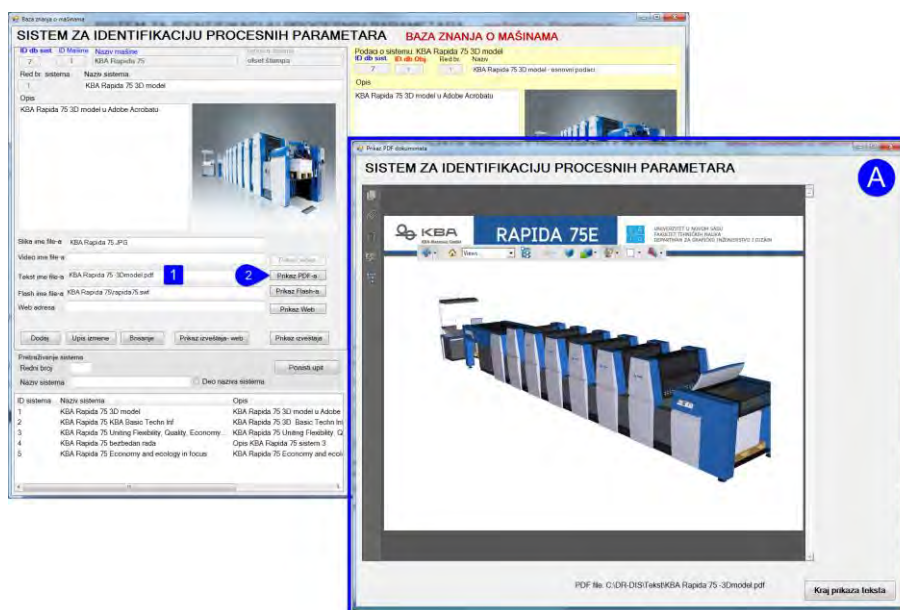 Baza znanja o mašinama
SISTEM ZA IDENTIFIKACIJU PROCESNIH PARAMETARA BAZA ZNANJA O MAŠINAMA
ID db sist. ID Mašine Naziv mašine
7 1 KBA Rapida 75 ofset štampa
Red.br. sistema Naziv sistema
1 KBA Rapida 75 3D model
Opis
KBA Rapida 75 3D model u Adobe Acrobatu
Podaci o sistemu KBA Rapida 75 3D model
ID db sist. ID db Obj. Red.br. Naziv
7 1 1 KBA Rapida 75 3D model - osnovni podaci
Opis
KBA Rapida 75 3D model u Adobe Acrobatu
Slika ime file-a KBA Rapida 75.JPG
Video ime file-a
Tekst ime file-a KBA Rapida 75 -3Dmodel.pdf 1 2 Prikaz PDF-a
Flash ime file-a KBA Rapida 75/rapida75.swf Prikaz Flash-a
Web adresa Prikaz Web
Dodaj Upis izmene Brisanje Prikaz izveštaja- web Prikaz izveštaja
Pretraživanje sistema
Redni broj Poništi upit
Naziv sistema Deo naziva sistema
ID sistema Naziv sistema Opis
1 KBA Rapida 75 3D model KBA Rapida 75 3D model u Adobe
2 KBA Rapida 75 KBA Basic Techn Inf KBA Rapida 75 3D Basic Techn Inf
3 KBA Rapida 75 Uniting Flexibility, Quality, Economy... KBA Rapida 75 Uniting Flexibility, Q
4 KBA Rapida 75 bezbedan rada Opis KBA Rapida 75 sistem 3
5 KBA Rapida 75 Economy and ecology in focus KBA Rapida 75 Economy and ecol
Prikaz PDF dokumenata
SISTEM ZA IDENTIFIKACIJU PROCESNIH PARAMETARA
A
KBA RAPIDA 75E
UNIVERZITET U NOVOM SADU
FAKULTET TEHNIČKIH NAUKA
DEPARTMAN ZA GRAFIČKO INŽENJERSTVO I DIZAJN
Views
PDF file: C:\DR-DIS\Tekst\KBA Rapida 75 -3Dmodel.pdf
Kraj prikaza teksta